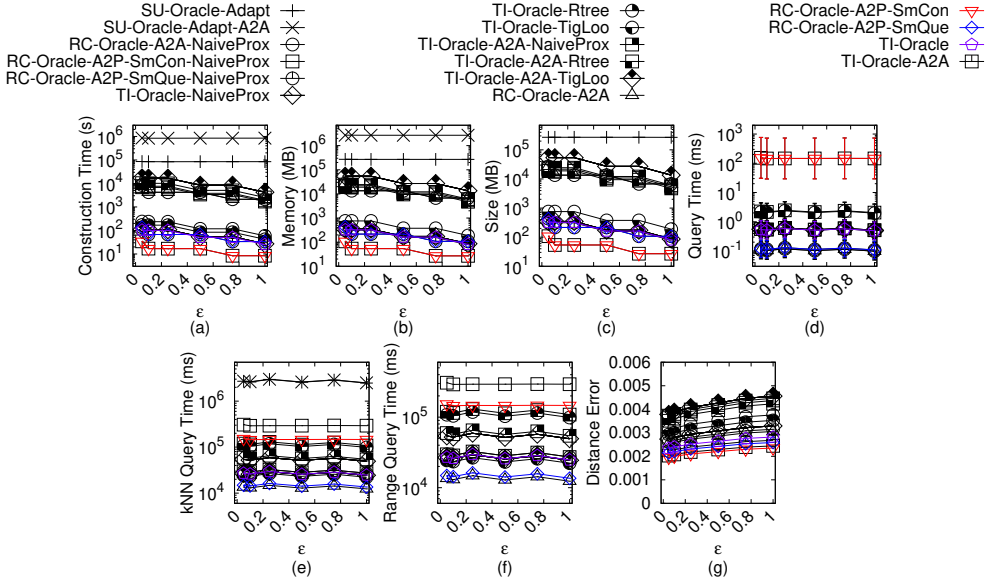 SU-Oracle-Adapt
SU-Oracle-Adapt-A2A
RC-Oracle-A2A-NaiveProx
RC-Oracle-A2P-SmCon-NaiveProx
RC-Oracle-A2P-SmQue-NaiveProx
TI-Oracle-NaiveProx
TI-Oracle-Rtree
TI-Oracle-TigLoo
TI-Oracle-A2A-NaiveProx
TI-Oracle-A2A-Rtree
TI-Oracle-A2A-TigLoo
RC-Oracle-A2A
RC-Oracle-A2P-SmCon
RC-Oracle-A2P-SmQue
TI-Oracle
TI-Oracle-A2A
Construction Time (s)
10^6
10^5
10^4
10^3
10^2
10^1
0 0.2 0.4 0.6 0.8 1
ε
(a)
Memory (MB)
10^6
10^5
10^4
10^3
10^2
10^1
0 0.2 0.4 0.6 0.8 1
ε
(b)
Size (MB)
10^5
10^4
10^3
10^2
10^1
0 0.2 0.4 0.6 0.8 1
ε
(c)
Query Time (ms)
10^3
10^2
10^1
10^0
10^-1
0 0.2 0.4 0.6 0.8 1
ε
(d)
kNN Query Time (ms)
10^6
10^5
10^4
0 0.2 0.4 0.6 0.8 1
ε
(e)
Range Query Time (ms)
10^5
10^4
0 0.2 0.4 0.6 0.8 1
ε
(f)
Distance Error
0.006
0.005
0.004
0.003
0.002
0.001
0
0 0.2 0.4 0.6 0.8 1
ε
(g)